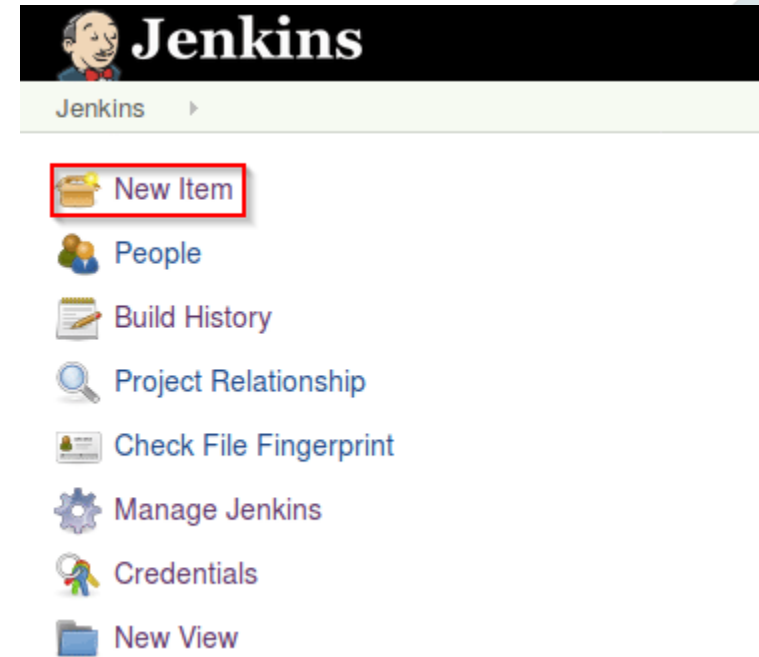 Jenkins
Jenkins
New Item
People
Build History
Project Relationship
Check File Fingerprint
Manage Jenkins
Credentials
New View